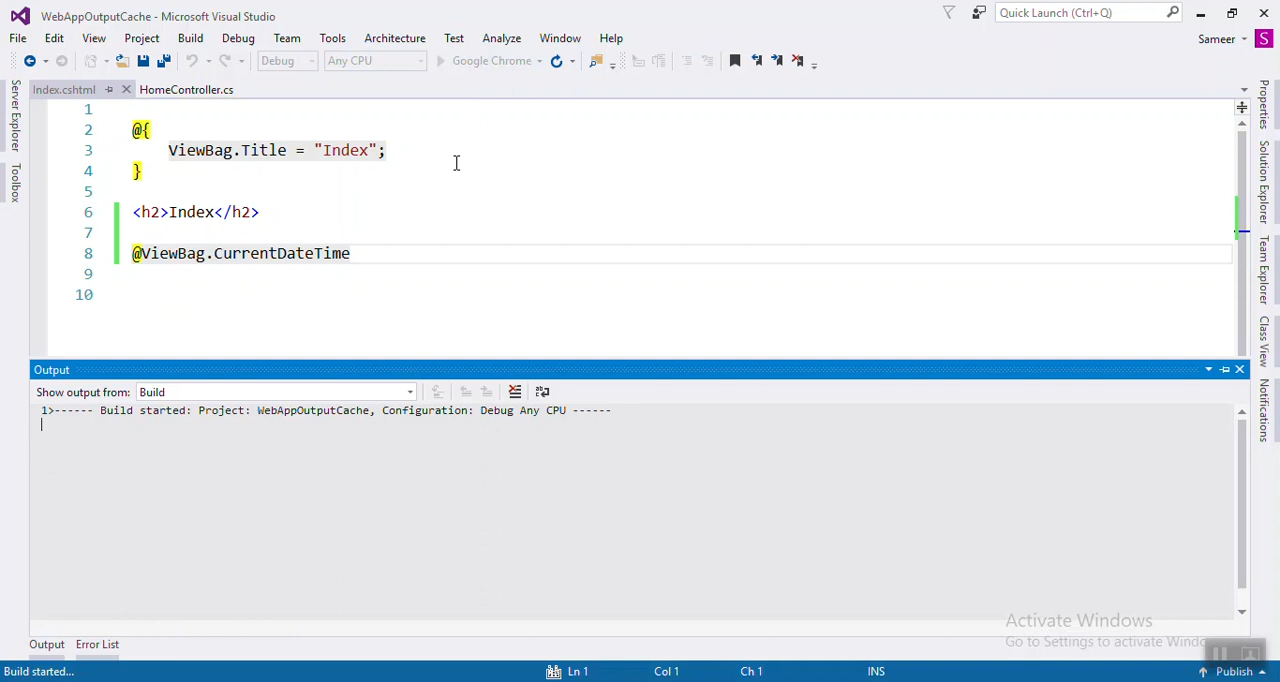 WebAppOutputCache - Microsoft Visual Studio
Quick Launch (Ctrl+Q)
File Edit View Project Build Debug Team Tools Test Architecture Analyze Window Help
Sameer S
Debug Any CPU Google Chrome
Server Explorer
Toolbox
Index.cshtml HomeController.cs
1
2 @{
3 ViewBag.Title = "Index";
4 }
5
6 <h2>Index</h2>
7
8 @ViewBag.CurrentDateTime
9
10
Properties
Solution Explorer
Team Explorer
Class View
Notifications
Output
Show output from: Build
1>------ Build started: Project: WebAppOutputCache, Configuration: Debug Any CPU ------
Activate Windows
Go to Settings to activate Windo
Output Error List
Build started... Ln 1 Col 1 Ch 1 INS Publish